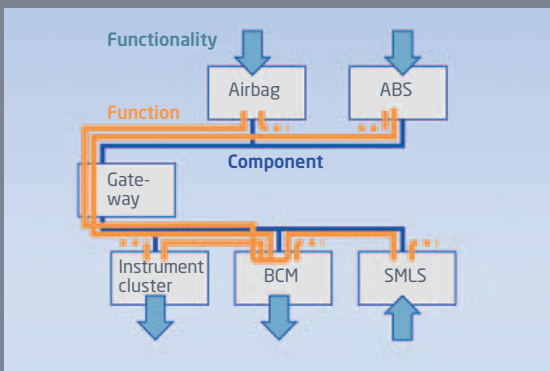 Functionality
Airbag
ABS
Function
Component
Gate-
way
Instrument
cluster
BCM
SMLS